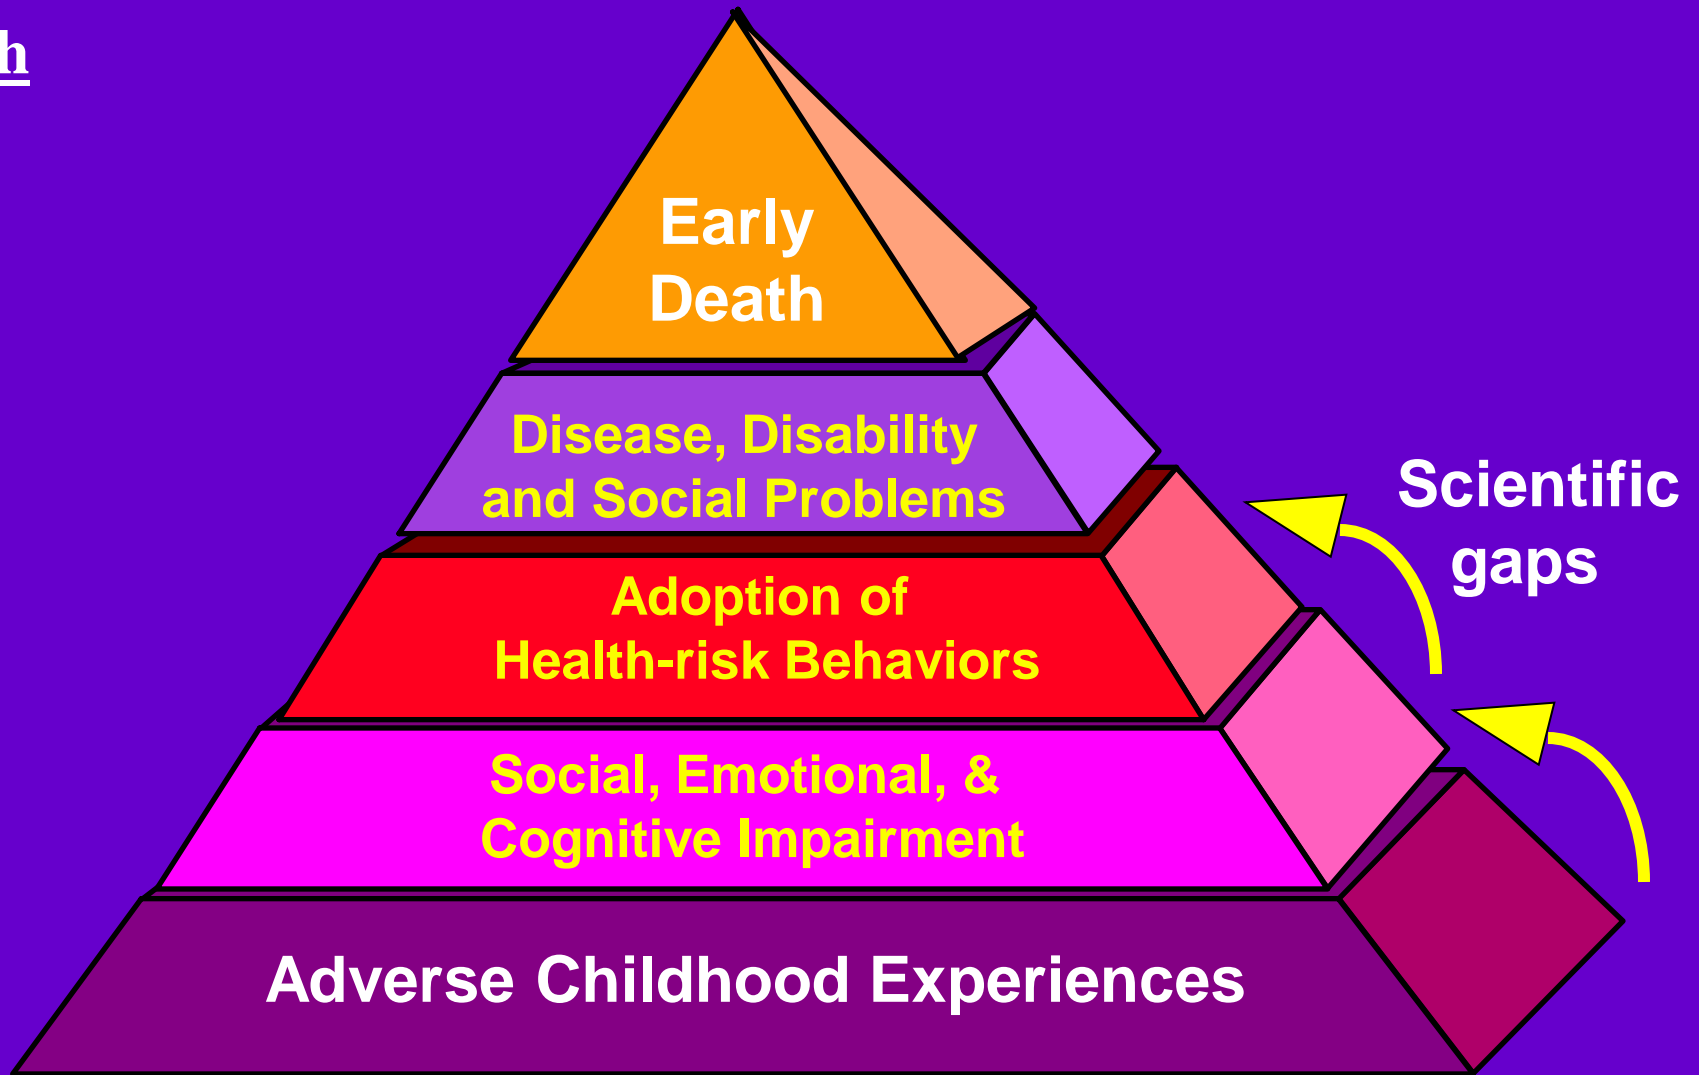 h
Early
Death
Disease, Disability
and Social Problems
Scientific
gaps
Adoption of
Health-risk Behaviors
Social, Emotional, &
Cognitive Impairment
Adverse Childhood Experiences